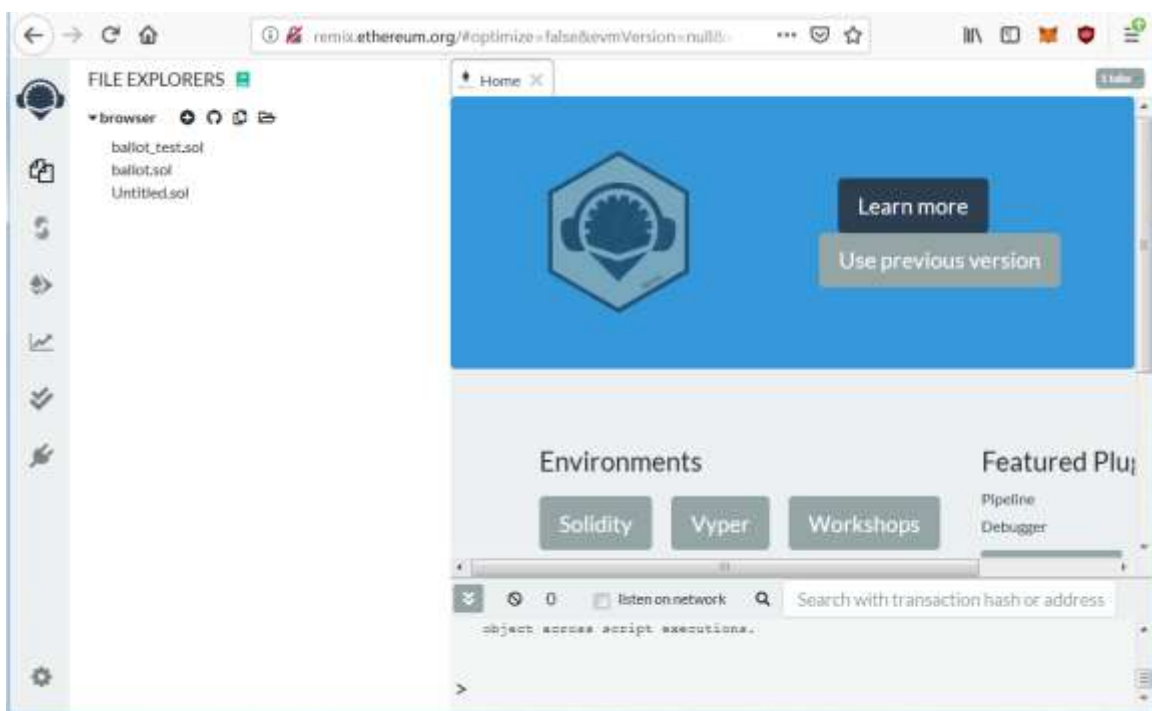 remix.ethereum.org/#optimize=false&evmVersion=null&
FILE EXPLORERS
Home
browser
ballot_test.sol
ballot.sol
Untitled.sol
Learn more
Use previous version
Environments
Featured Plug
Solidity
Vyper
Workshops
Pipeline
Debugger
0
listen on network
Search with transaction hash or address
object across script executions.
>